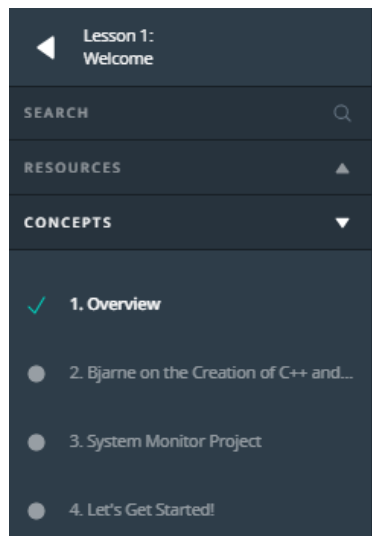 Lesson 1:
Welcome
SEARCH
RESOURCES
CONCEPTS
1. Overview
2. Bjarne on the Creation of C++ and...
3. System Monitor Project
4. Let's Get Started!